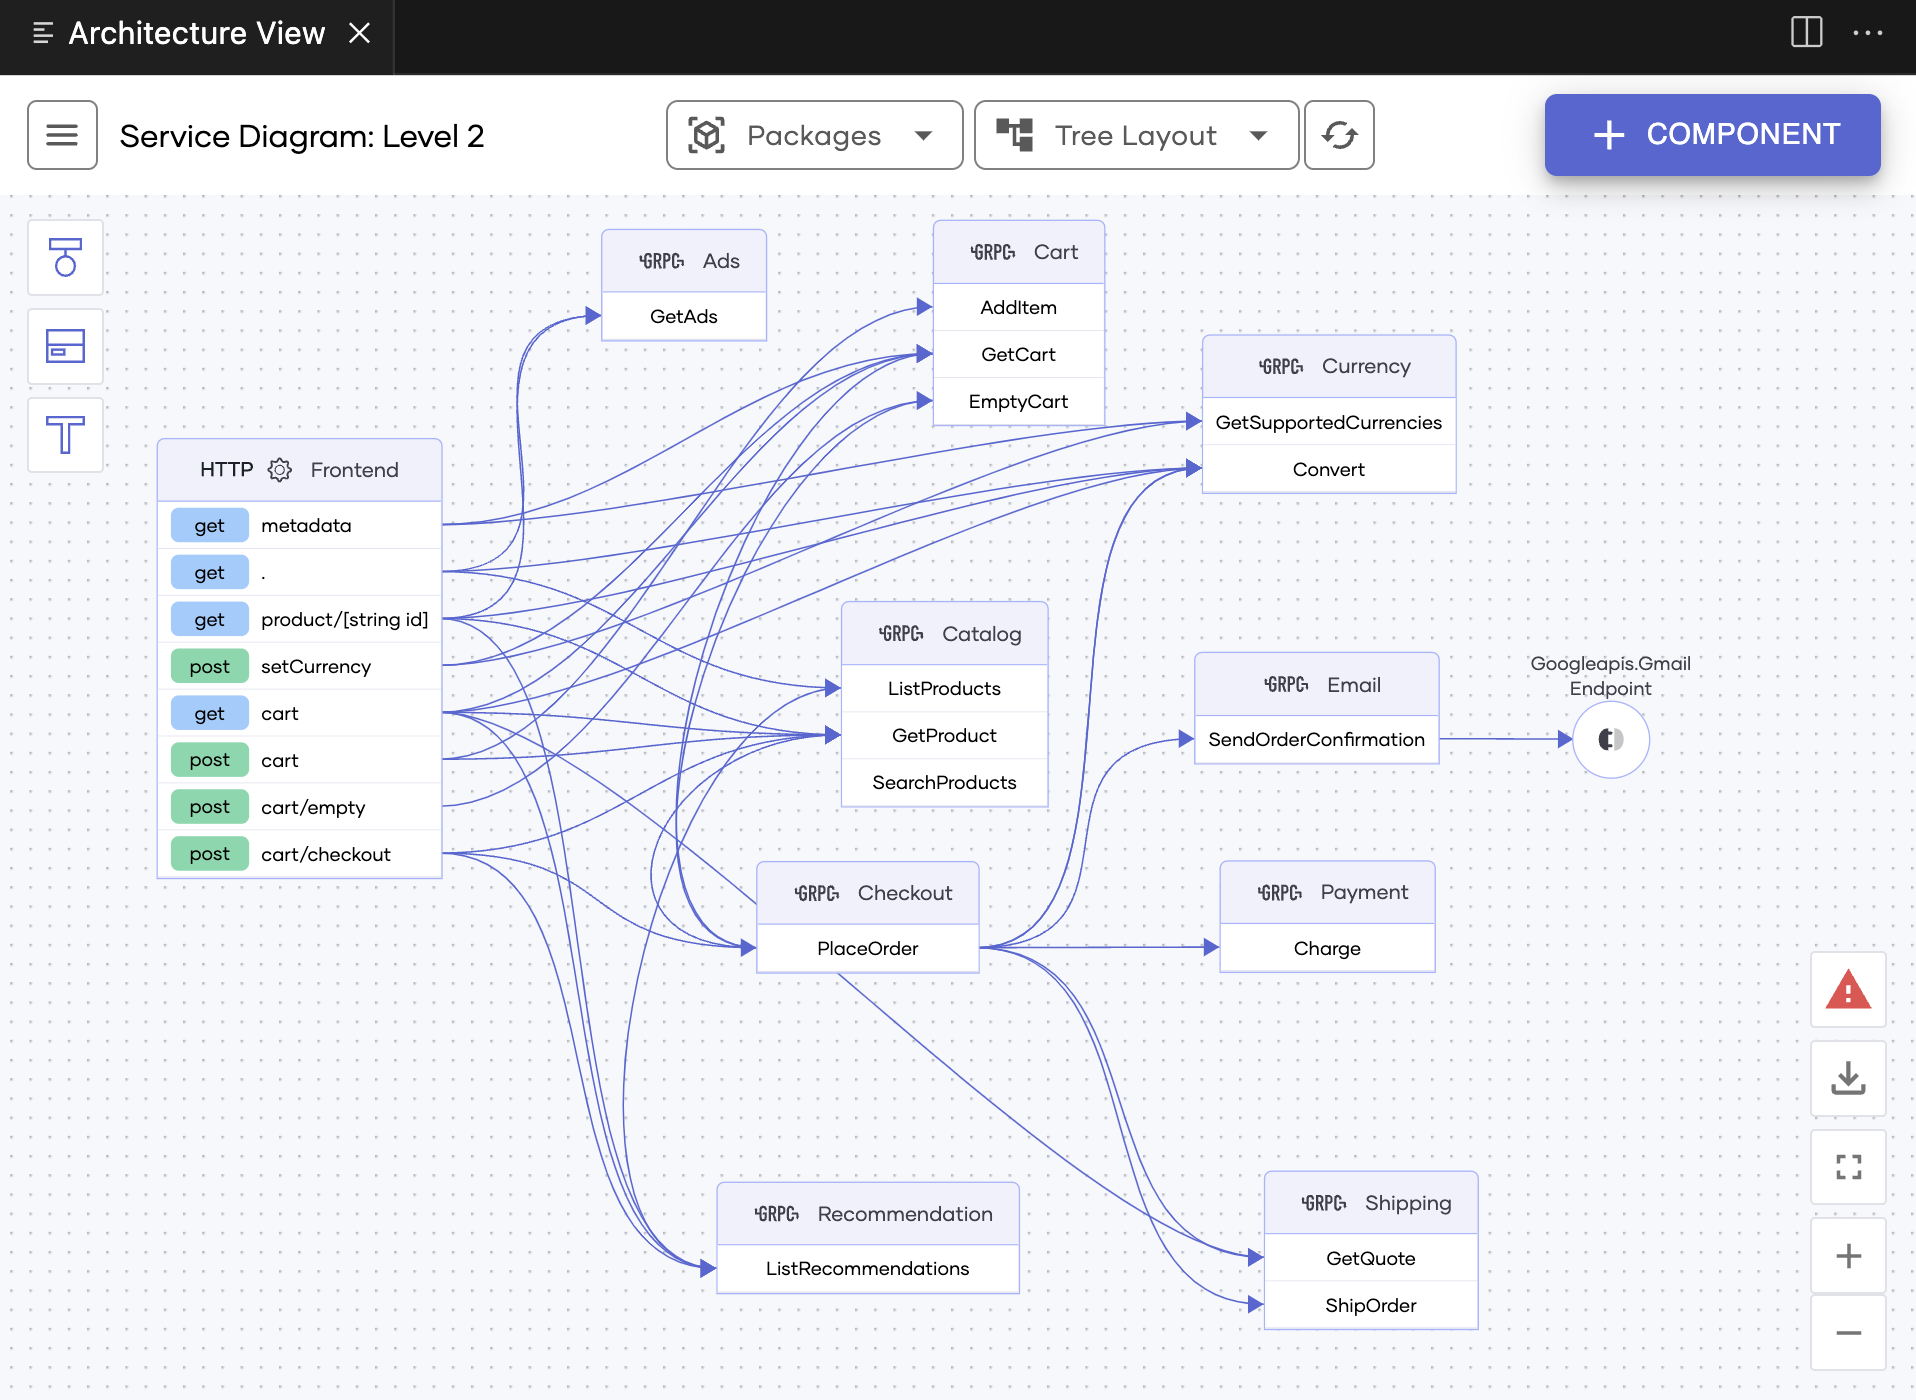 Architecture View
Service Diagram: Level 2
Packages
Tree Layout
COMPONENT
GRPC Ads
GetAds
GRPC Cart
AddItem
GetCart
EmptyCart
GRPC Currency
GetSupportedCurrencies
Convert
HTTP Frontend
get metadata
get .
get product/[string id]
post setCurrency
get cart
post cart
post cart/empty
post cart/checkout
GRPC Catalog
ListProducts
GetProduct
SearchProducts
GRPC Email
SendOrderConfirmation
Googleapis.Gmail
Endpoint
GRPC Checkout
PlaceOrder
GRPC Payment
Charge
GRPC Recommendation
ListRecommendations
GRPC Shipping
GetQuote
ShipOrder